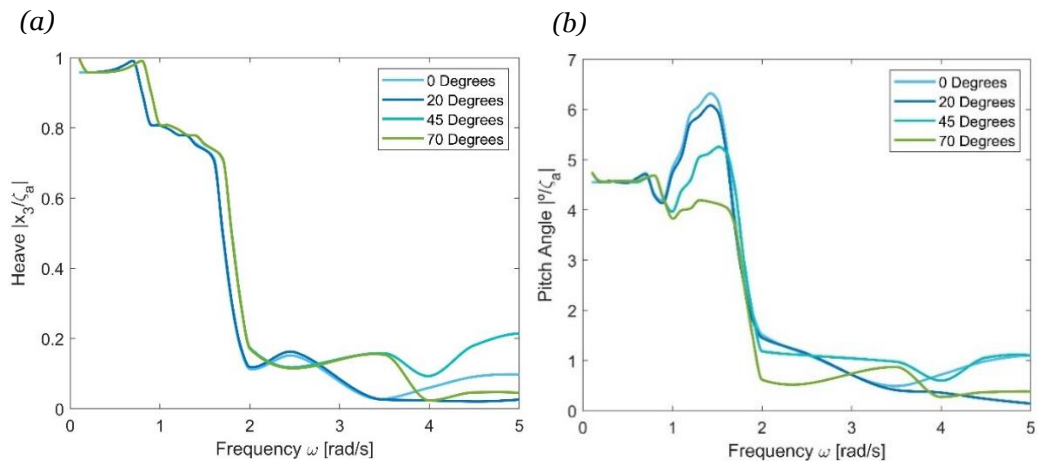 (a)
(b)
Heave |x₃/ζₐ|
1
0.8
0.6
0.4
0.2
0
0 Degrees
20 Degrees
45 Degrees
70 Degrees
0 1 2 3 4 5
Frequency ω [rad/s]
Pitch Angle |º/ζₐ|
7
6
5
4
3
2
1
0
0 Degrees
20 Degrees
45 Degrees
70 Degrees
0 1 2 3 4 5
Frequency ω [rad/s]